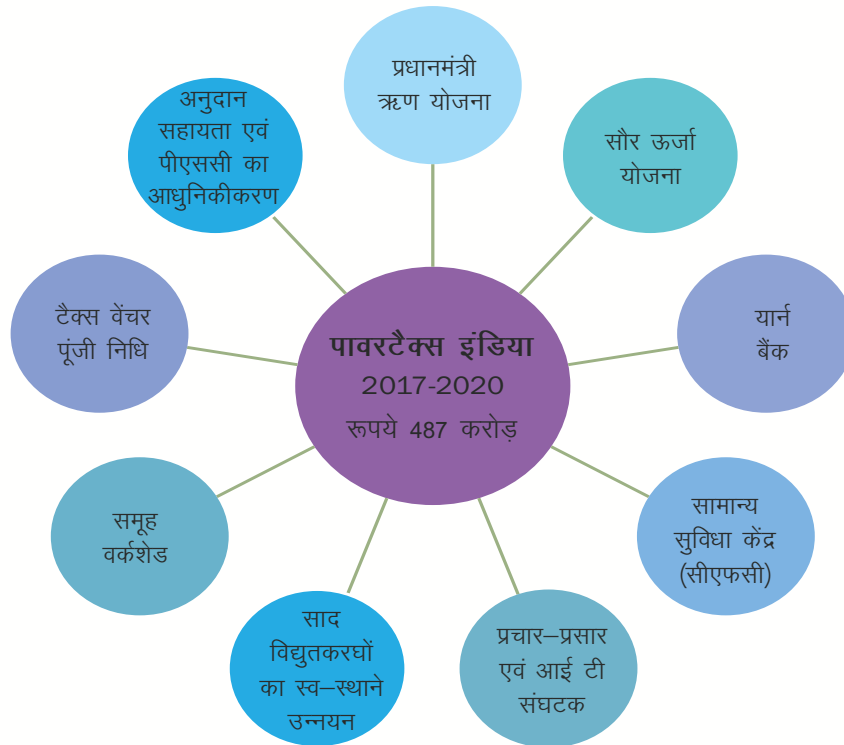 प्रधानमंत्री
ऋण योजना
सौर ऊर्जा
योजना
यार्न
बैंक
सामान्य
सुविधा केंद्र
(सीएफसी)
प्रचार–प्रसार
एवं आई टी
संघटक
साद
विद्युतकरघों
का स्व–स्थाने
उन्नयन
समूह
वर्कशेड
टैक्स वेंचर
पूंजी निधि
अनुदान
सहायता एवं
पीएससी का
आधुनिकीकरण
पावरटैक्स इंडिया
2017-2020
रूपये 487 करोड़